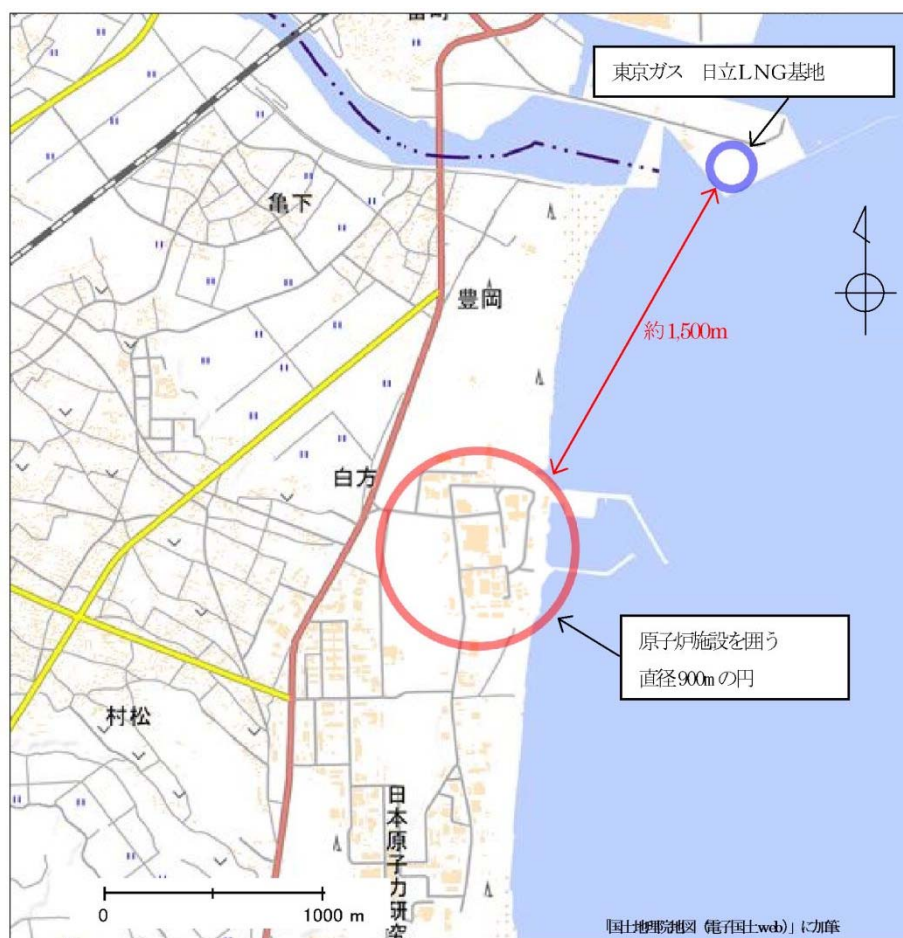 東京ガス 日立LNG基地
亀下
豊岡
約1,500m
白方
原子炉施設を囲う
直径900mの円
村松
日本原子力研究
0 1000 m
「国土地理院地図（電子国土web）」に加筆